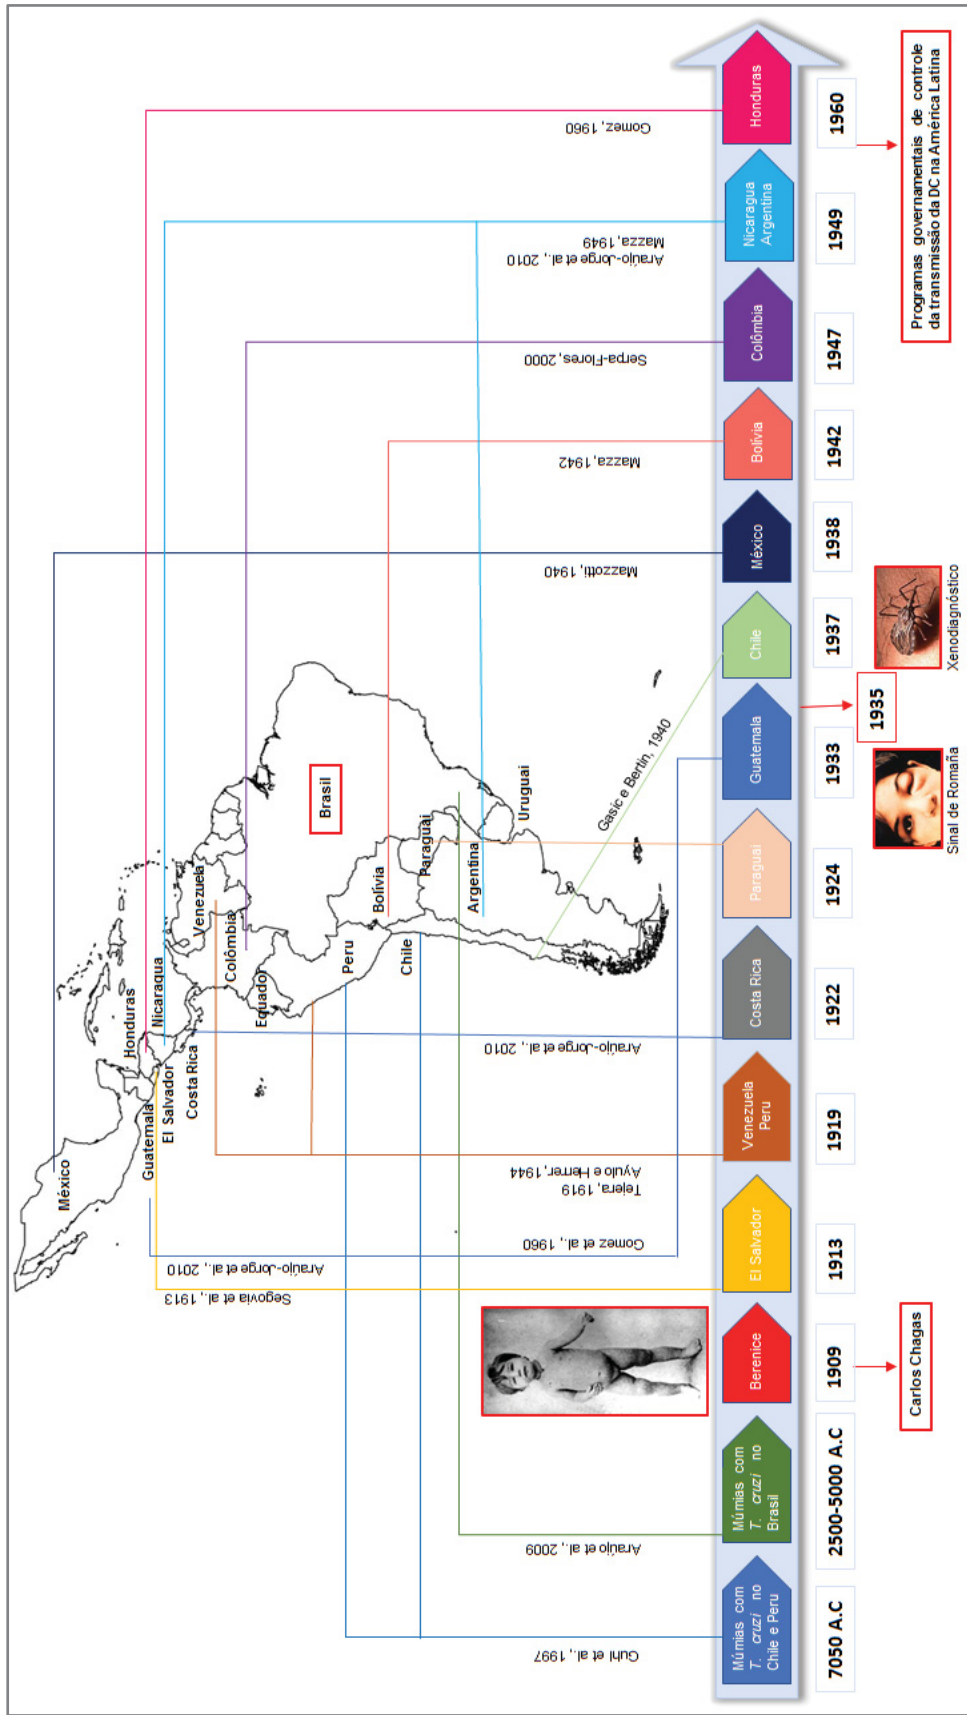 México
Guatemala
Honduras
El Salvador
Nicaragua
Costa Rica
Venezuela
Colômbia
Equador
Peru
Brasil
Bolívia
Chile
Paraguai
Argentina
Uruguai
Guhl et al., 1997
Araújo et al., 2009
Segovia et al., 1913
Araújo-Jorge et al., 2010
Gomez et al., 1960
Tejera, 1919
Ayulo e Herrer, 1944
Araújo-Jorge et al., 2010
Gasic e Bertin, 1940
Mazzotti, 1940
Mazza, 1942
Serpa-Flores, 2000
Araújo-Jorge, et al., 2010
Mazza, 1949
Gomez, 1960
Múmias com
T. cruzi no
Chile e Peru
Múmias com
T. cruzi no
Brasil
Berenice
El Salvador
Venezuela
Peru
Costa Rica
Paraguai
Guatemala
Chile
México
Bolívia
Colômbia
Nicaragua
Argentina
Honduras
7050 A.C
2500-5000 A.C
1909
1913
1919
1922
1924
1933
1937
1938
1942
1947
1949
1960
Carlos Chagas
1935
Sinal de Romaña
Xenodiagnóstico
Programas governamentais de controle
da transmissão da DC na América Latina